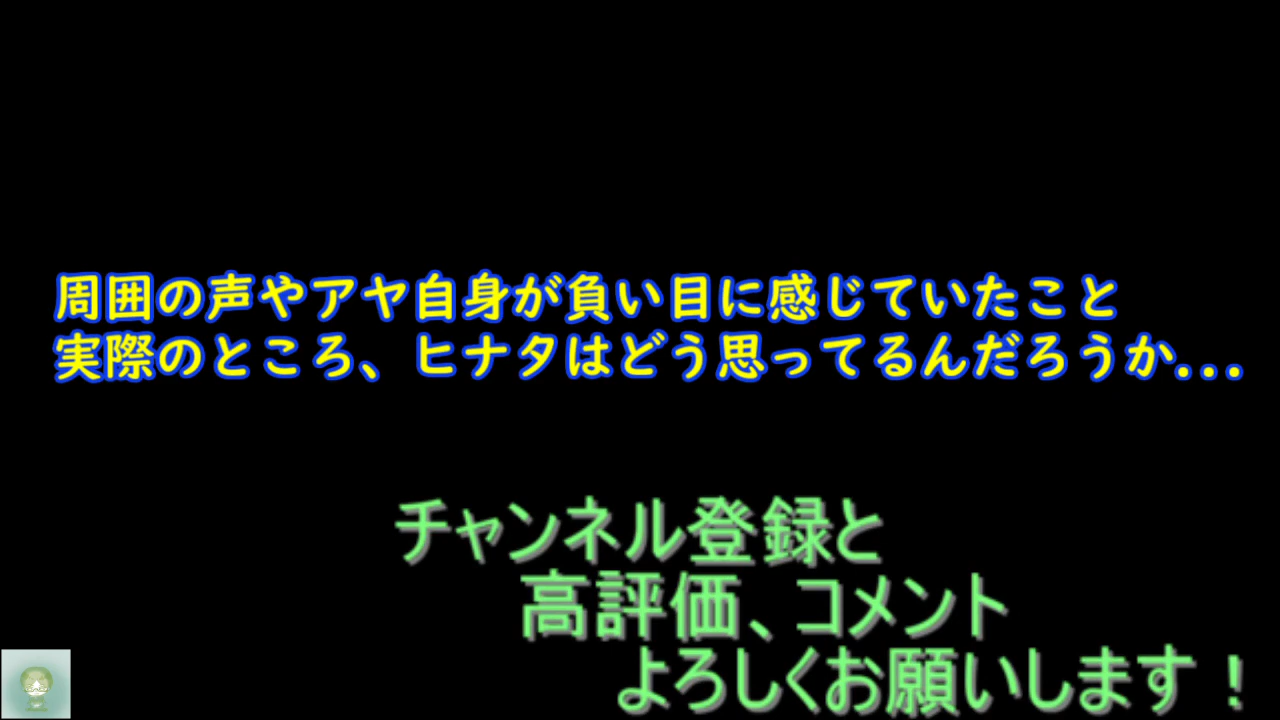 周囲の声やアヤ自身が負い目に感じていたこと
実際のところ、ヒナタはどう思ってるんだろうか...
チャンネル登録と
高評価、コメント
よろしくお願いします！